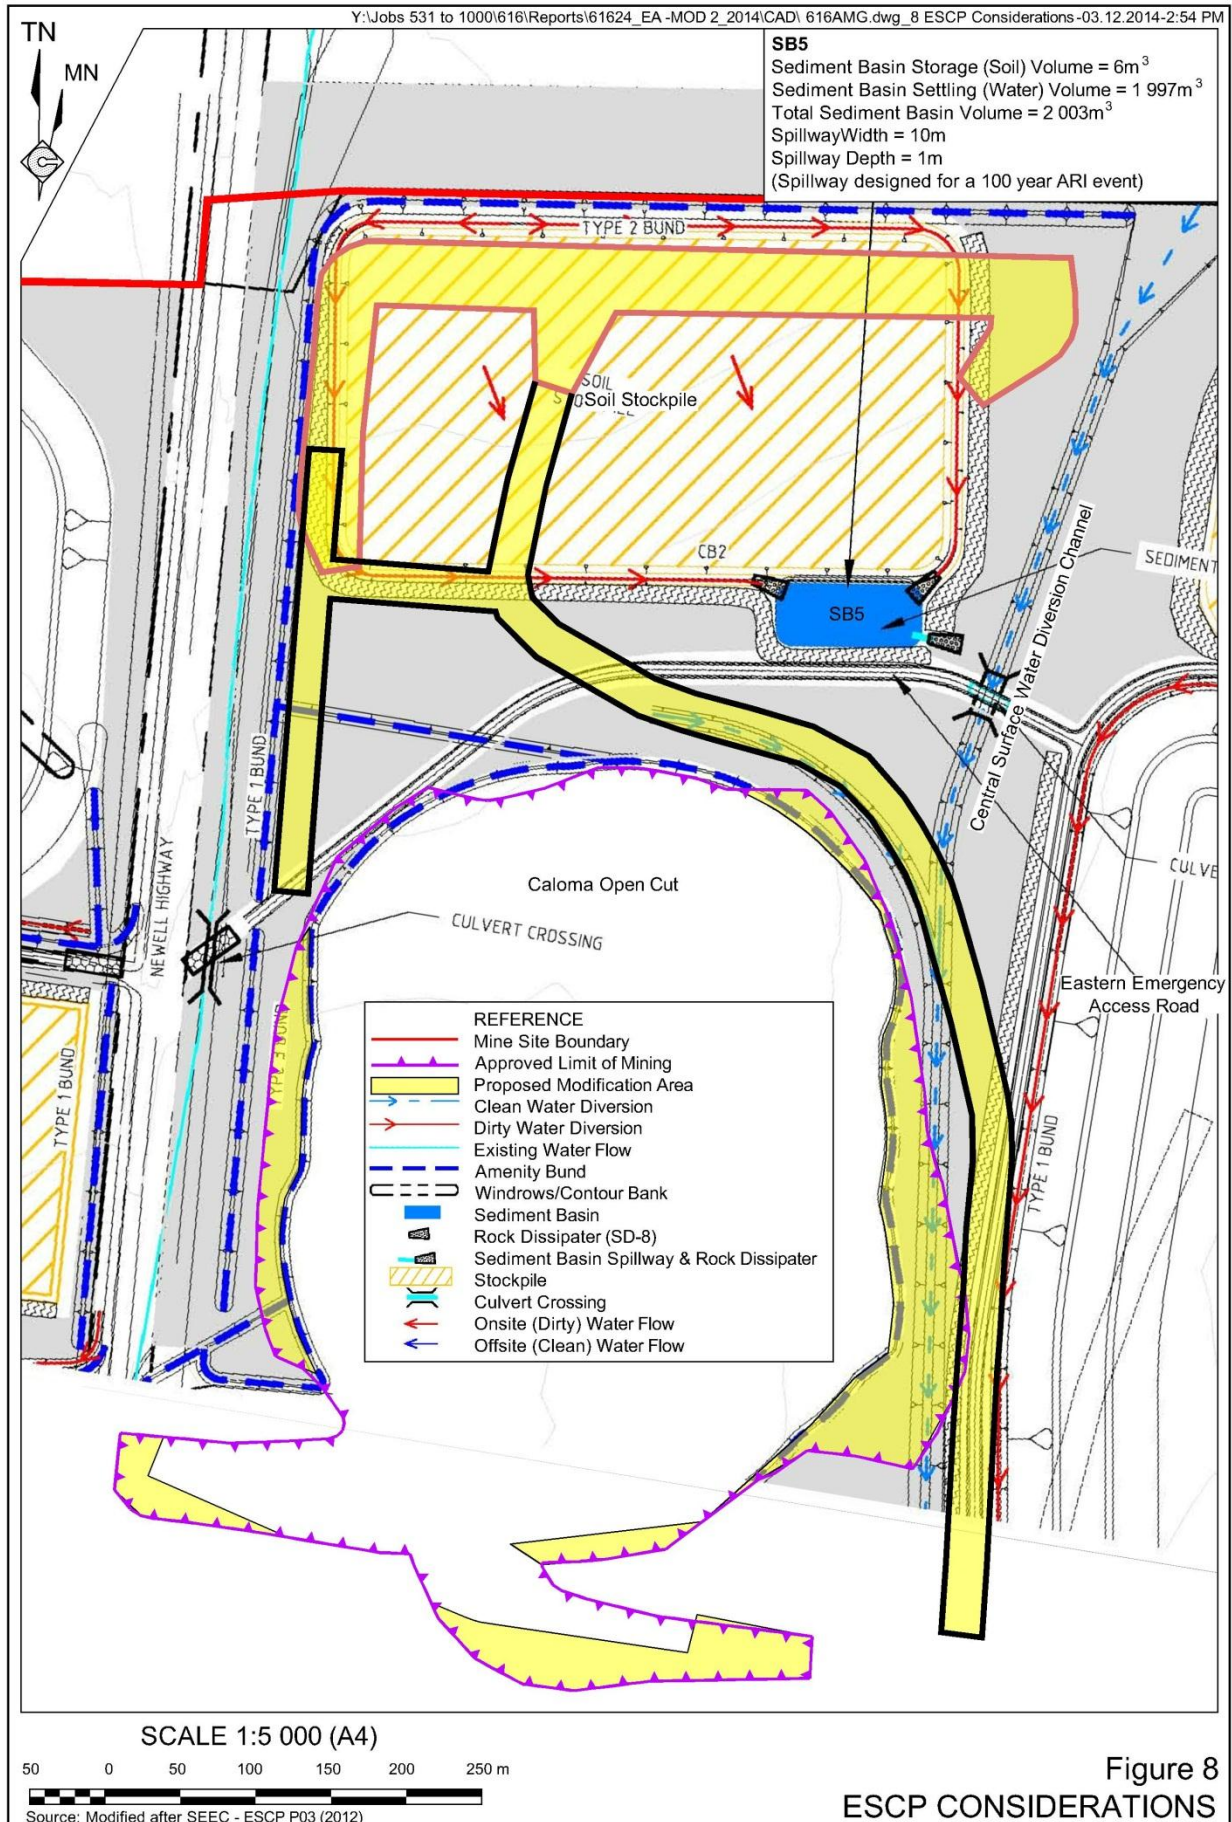 Y:\Jobs 531 to 1000\616\Reports\61624_EA -MOD 2_2014\CAD\ 616AMG.dwg_8 ESCP Considerations-03.12.2014-2:54 PM
TN
MN
SB5
Sediment Basin Storage (Soil) Volume = 6m³
Sediment Basin Settling (Water) Volume = 1 997m³
Total Sediment Basin Volume = 2 003m³
SpillwayWidth = 10m
Spillway Depth = 1m
(Spillway designed for a 100 year ARI event)
TYPE 2 BUND
SOIL
Soil Stockpile
CB2
SB5
SEDIMENT
Central Surface Water Diversion Channel
TYPE 1 BUND
NEWELL HIGHWAY
CULVE
Caloma Open Cut
CULVERT CROSSING
Eastern Emergency
Access Road
TYPE 1 BUND
TYPE 3 BUND
TYPE 1 BUND
REFERENCE
Mine Site Boundary
Approved Limit of Mining
Proposed Modification Area
Clean Water Diversion
Dirty Water Diversion
Existing Water Flow
Amenity Bund
Windrows/Contour Bank
Sediment Basin
Rock Dissipater (SD-8)
Sediment Basin Spillway & Rock Dissipater
Stockpile
Culvert Crossing
Onsite (Dirty) Water Flow
Offsite (Clean) Water Flow
SCALE 1:5 000 (A4)
50 0 50 100 150 200 250 m
Source: Modified after SEEC - ESCP P03 (2012)
Figure 8
ESCP CONSIDERATIONS